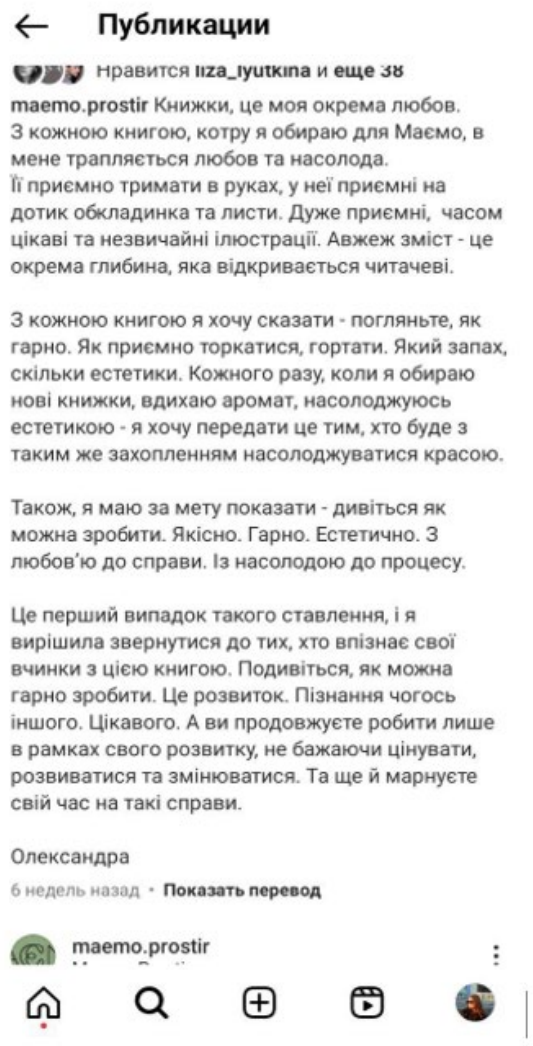 Публикации
Нравится liza_lyutkina и еще 38
maemo.prostir Книжки, це моя окрема любов.
З кожною книгою, котру я обираю для Маємо, в
мене трапляється любов та насолода.
Її приємно тримати в руках, у неї приємні на
дотик обкладинка та листи. Дуже приємні, часом
цікаві та незвичайні ілюстрації. Авжеж зміст - це
окрема глибина, яка відкривається читачеві.
З кожною книгою я хочу сказати - погляньте, як
гарно. Як приємно торкатися, гортати. Який запах,
скільки естетики. Кожного разу, коли я обираю
нові книжки, вдихаю аромат, насолоджуюсь
естетикою - я хочу передати це тим, хто буде з
таким же захопленням насолоджуватися красою.
Також, я маю за мету показати - дивіться як
можна зробити. Якісно. Гарно. Естетично. З
любов’ю до справи. Із насолодою до процесу.
Це перший випадок такого ставлення, і я
вирішила звернутися до тих, хто впізнає свої
вчинки з цією книгою. Подивіться, як можна
гарно зробити. Це розвиток. Пізнання чогось
іншого. Цікавого. А ви продовжуєте робити лише
в рамках свого розвитку, не бажаючи цінувати,
розвиватися та змінюватися. Та ще й марнуєте
свій час на такі справи.
Олександра
6 недель назад · Показать перевод
maemo.prostir